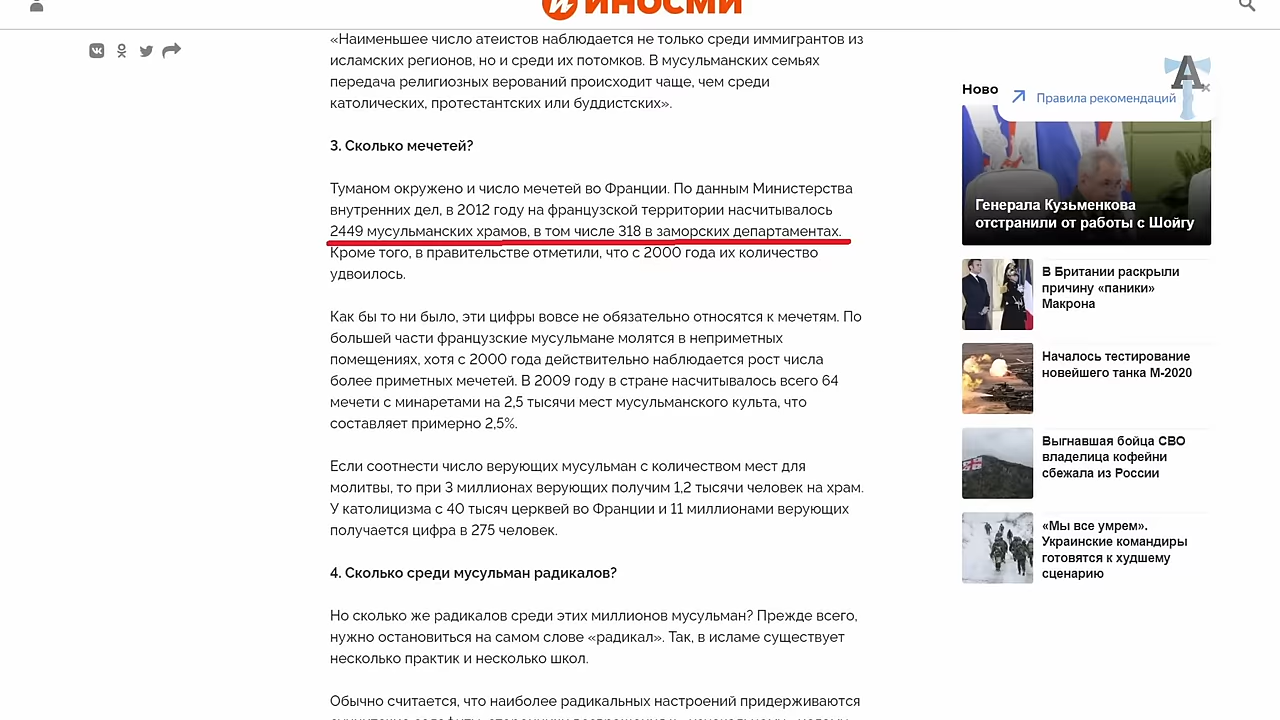 ИНОСМИ
«Наименьшее число атеистов наблюдается не только среди иммигрантов из
исламских регионов, но и среди их потомков. В мусульманских семьях
передача религиозных верований происходит чаще, чем среди
католических, протестантских или буддистских».
3. Сколько мечетей?
Туманом окружено и число мечетей во Франции. По данным Министерства
внутренних дел, в 2012 году на французской территории насчитывалось
2449 мусульманских храмов, в том числе 318 в заморских департаментах.
Кроме того, в правительстве отметили, что с 2000 года их количество
удвоилось.
Как бы то ни было, эти цифры вовсе не обязательно относятся к мечетям. По
большей части французские мусульмане молятся в неприметных
помещениях, хотя с 2000 года действительно наблюдается рост числа
более приметных мечетей. В 2009 году в стране насчитывалось всего 64
мечети с минаретами на 2,5 тысячи мест мусульманского культа, что
составляет примерно 2,5%.
Если соотнести число верующих мусульман с количеством мест для
молитвы, то при 3 миллионах верующих получим 1,2 тысячи человек на храм.
У католицизма с 40 тысяч церквей во Франции и 11 миллионами верующих
получается цифра в 275 человек.
4. Сколько среди мусульман радикалов?
Но сколько же радикалов среди этих миллионов мусульман? Прежде всего,
нужно остановиться на самом слове «радикал». Так, в исламе существует
несколько практик и несколько школ.
Обычно считается, что наиболее радикальных настроений придерживаются
Ново
Правила рекомендаций
А
Генерала Кузьменкова
отстранили от работы с Шойгу
В Британии раскрыли
причину «паники»
Макрона
Началось тестирование
новейшего танка М-2020
Выгнавшая бойца СВО
владелица кофейни
сбежала из России
«Мы все умрем».
Украинские командиры
готовятся к худшему
сценарию